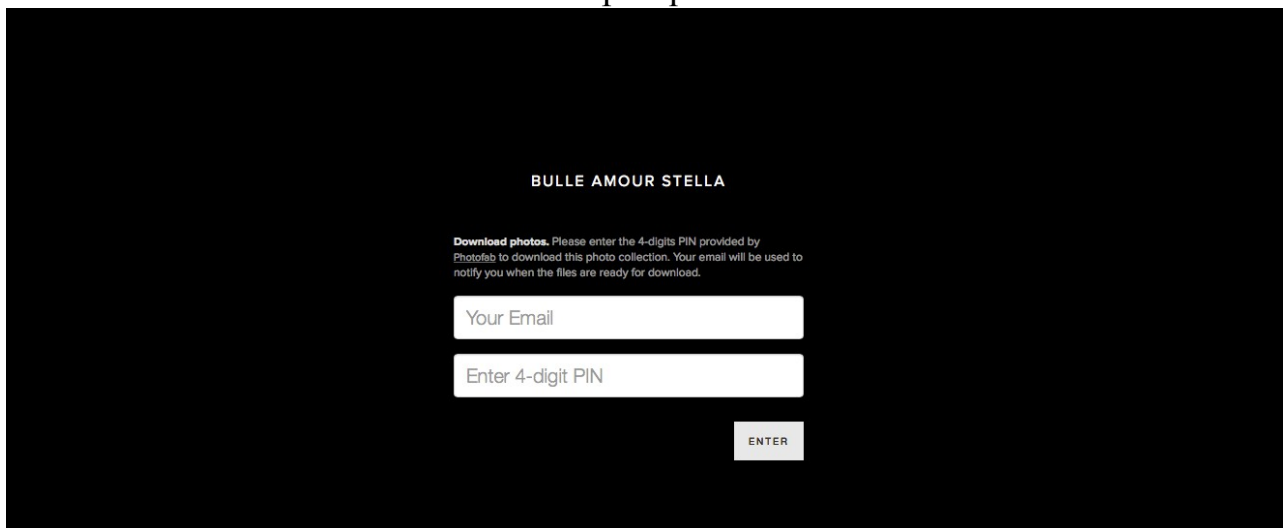 BULLE AMOUR STELLA
Download photos. Please enter the 4-digits PIN provided by
Photofab to download this photo collection. Your email will be used to
notify you when the files are ready for download.
Your Email
Enter 4-digit PIN
ENTER